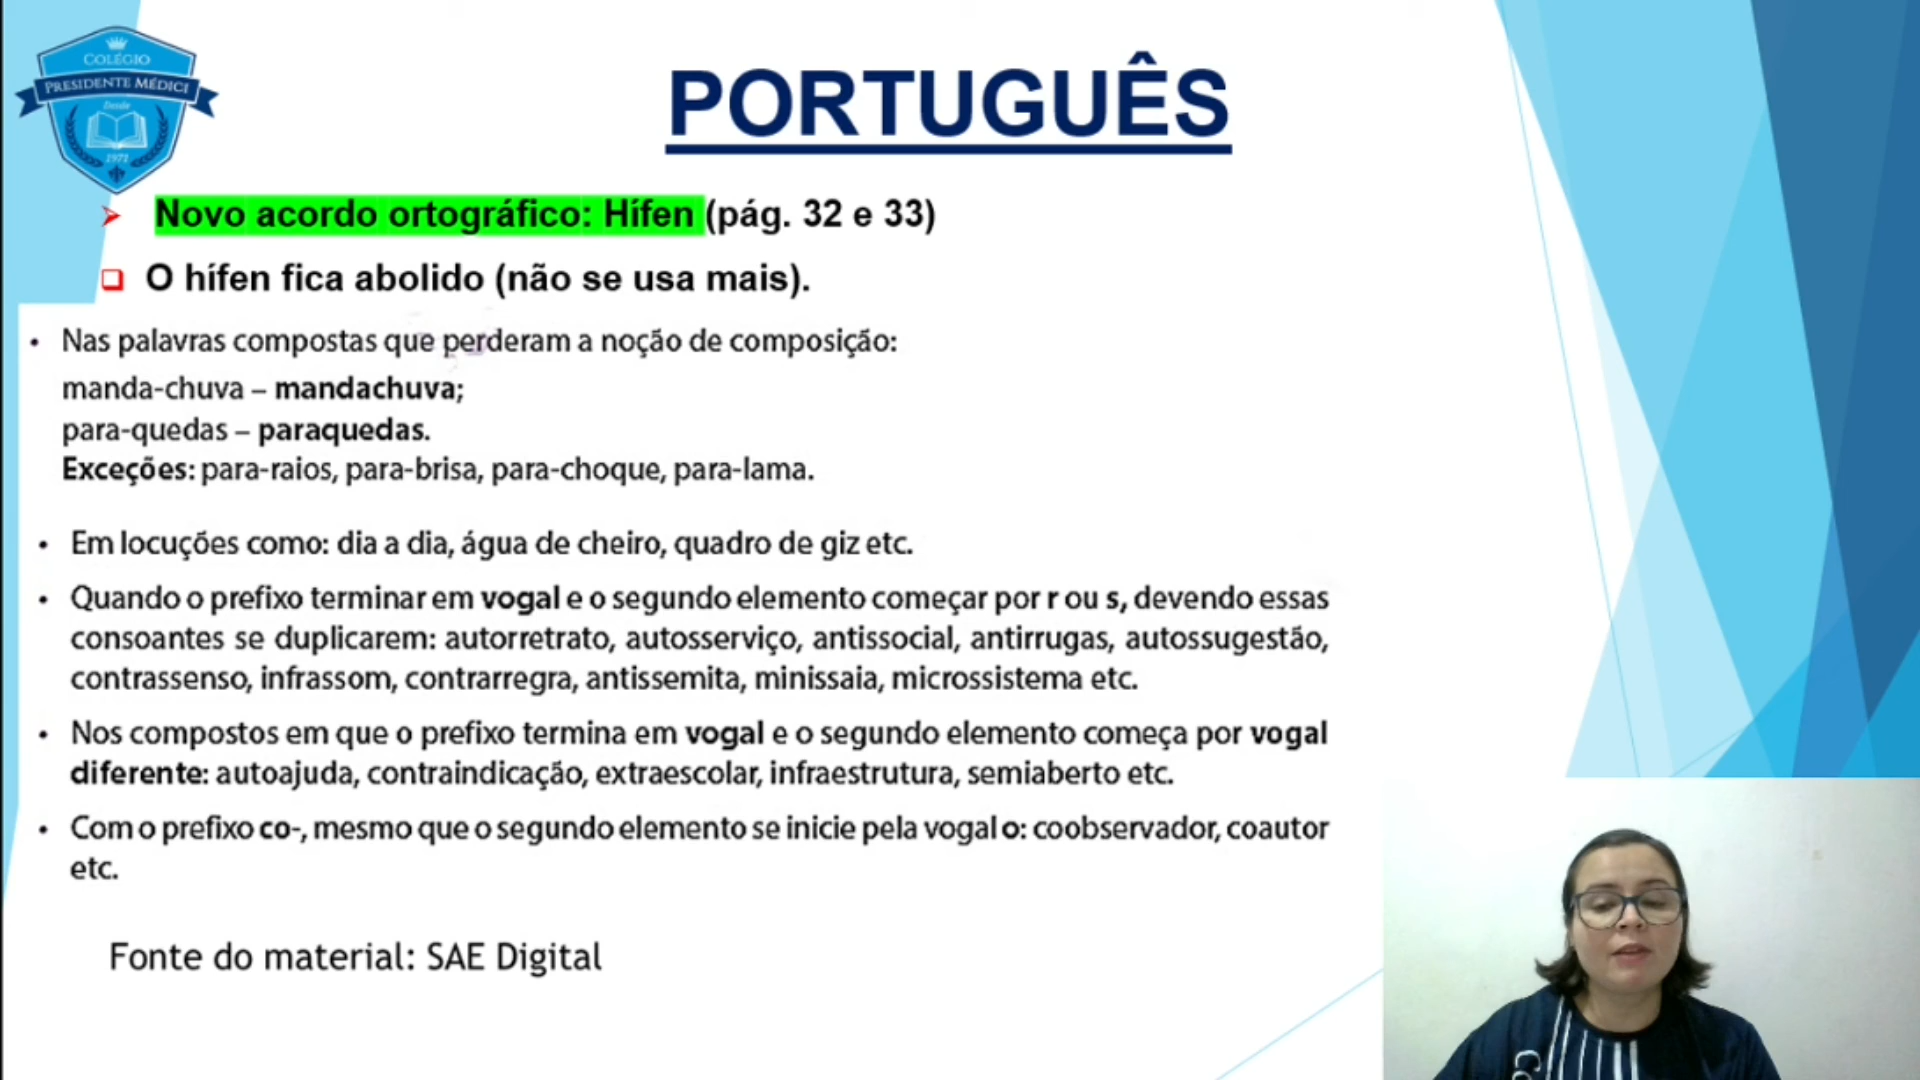 COLÉGIO
PRESIDENTE MÉDICI
Desde
1971
PORTUGUÊS
➢ Novo acordo ortográfico: Hífen (pág. 32 e 33)
❑ O hífen fica abolido (não se usa mais).
• Nas palavras compostas que perderam a noção de composição:
manda-chuva – mandachuva;
para-quedas – paraquedas.
Exceções: para-raios, para-brisa, para-choque, para-lama.
• Em locuções como: dia a dia, água de cheiro, quadro de giz etc.
• Quando o prefixo terminar em vogal e o segundo elemento começar por r ou s, devendo essas
consoantes se duplicarem: autorretrato, autosserviço, antissocial, antirrugas, autossugestão,
contrassenso, infrassom, contrarregra, antissemita, minissaia, microssistema etc.
• Nos compostos em que o prefixo termina em vogal e o segundo elemento começa por vogal
diferente: autoajuda, contraindicação, extraescolar, infraestrutura, semiaberto etc.
• Com o prefixo co-, mesmo que o segundo elemento se inicie pela vogal o: coobservador, coautor
etc.
Fonte do material: SAE Digital